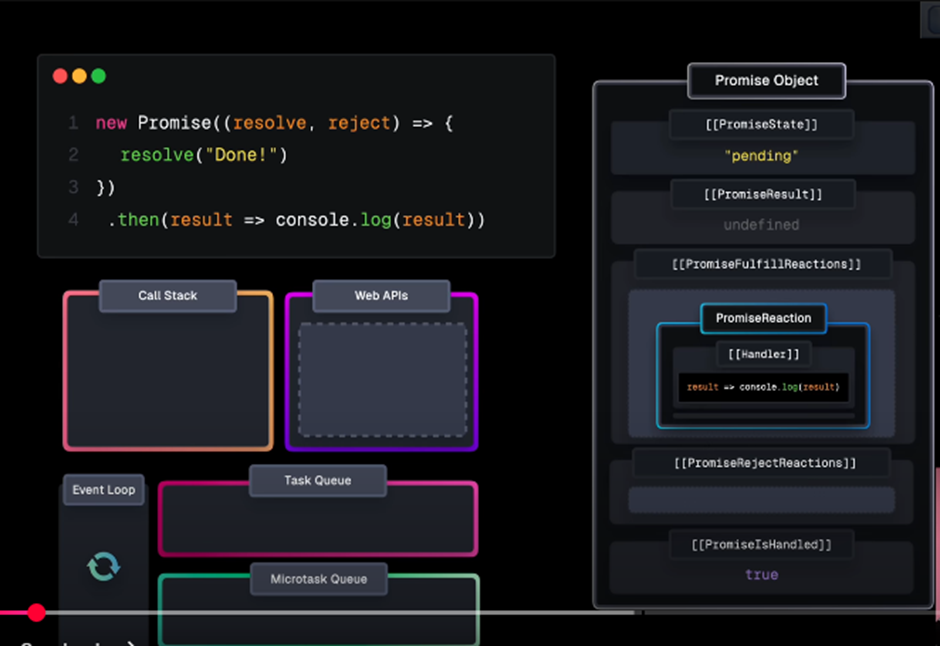 1 new Promise((resolve, reject) => {
2 resolve("Done!")
3 })
4 .then(result => console.log(result))
Call Stack
Web APIs
Event Loop
Task Queue
Microtask Queue
Promise Object
[[PromiseState]]
"pending"
[[PromiseResult]]
undefined
[[PromiseFulfillReactions]]
PromiseReaction
[[Handler]]
result => console.log(result)
[[PromiseRejectReactions]]
[[PromiseIsHandled]]
true